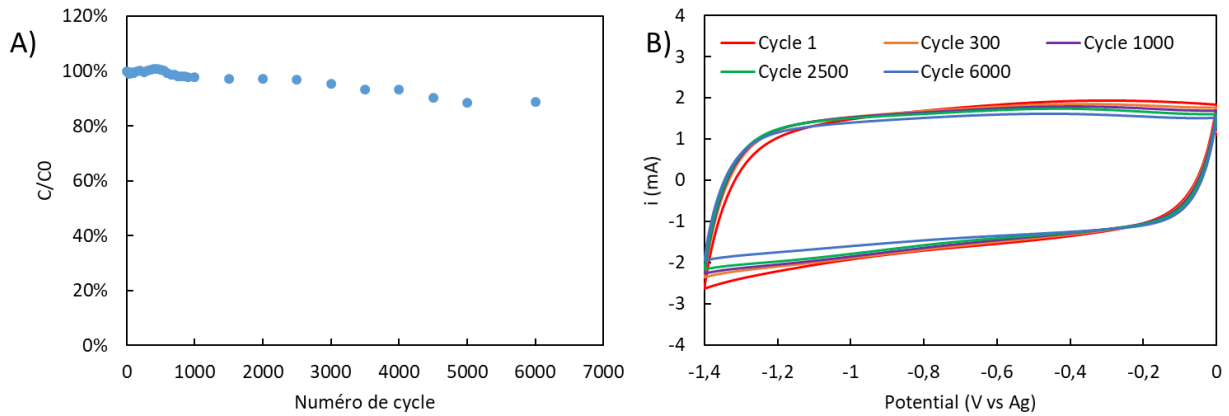 A)
120%
100%
80%
60%
40%
20%
0%
C/C0
0 1000 2000 3000 4000 5000 6000 7000
Numéro de cycle
B)
4
3
2
1
0
-1
-2
-3
-4
i (mA)
Cycle 1 Cycle 300 Cycle 1000
Cycle 2500 Cycle 6000
-1,4 -1,2 -1 -0,8 -0,6 -0,4 -0,2 0
Potential (V vs Ag)